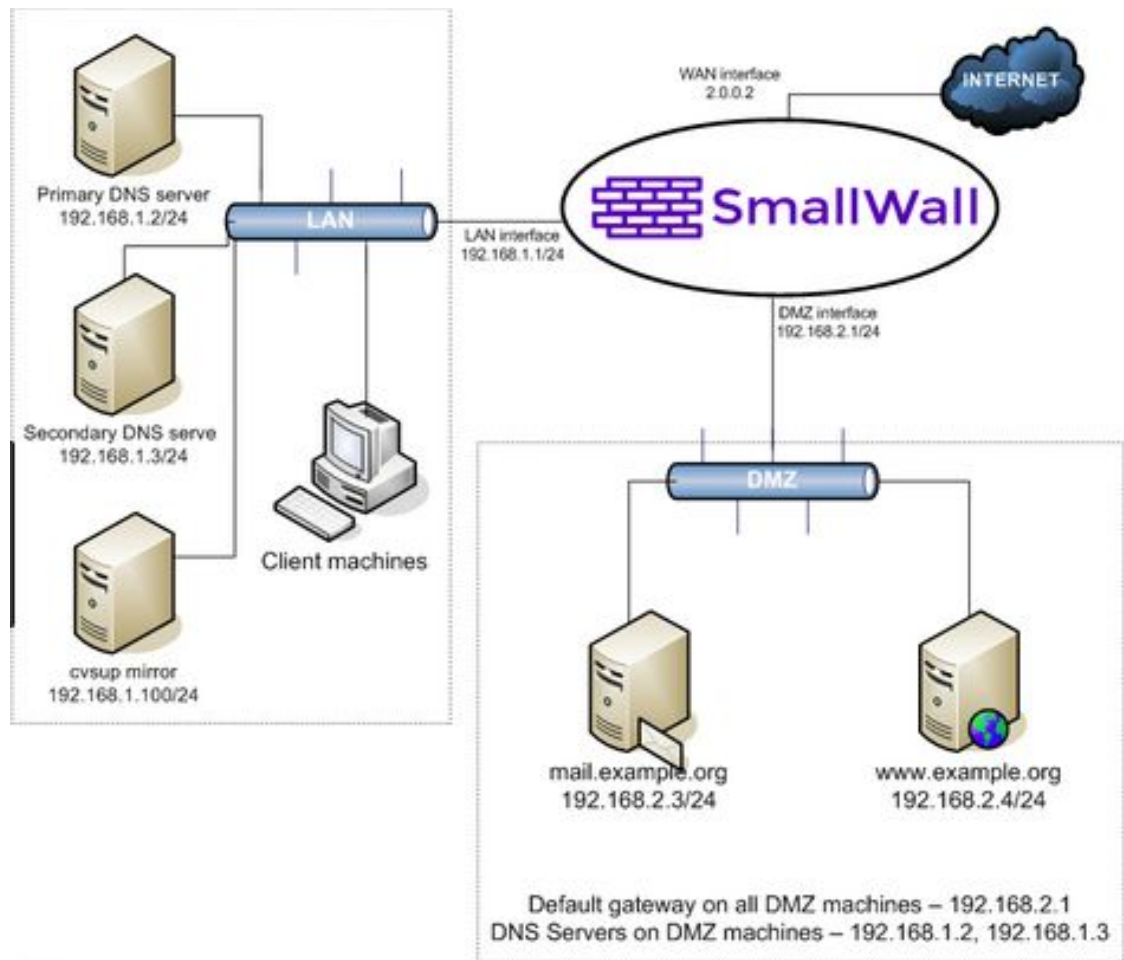 WAN interface
2.0.0.2
INTERNET
SmallWall
Primary DNS server
192.168.1.2/24
LAN
LAN interface
192.168.1.1/24
DMZ interface
192.168.2.1/24
Secondary DNS serve
192.168.1.3/24
Client machines
cvsup mirror
192.168.1.100/24
DMZ
mail.example.org
192.168.2.3/24
www.example.org
192.168.2.4/24
Default gateway on all DMZ machines – 192.168.2.1
DNS Servers on DMZ machines – 192.168.1.2, 192.168.1.3